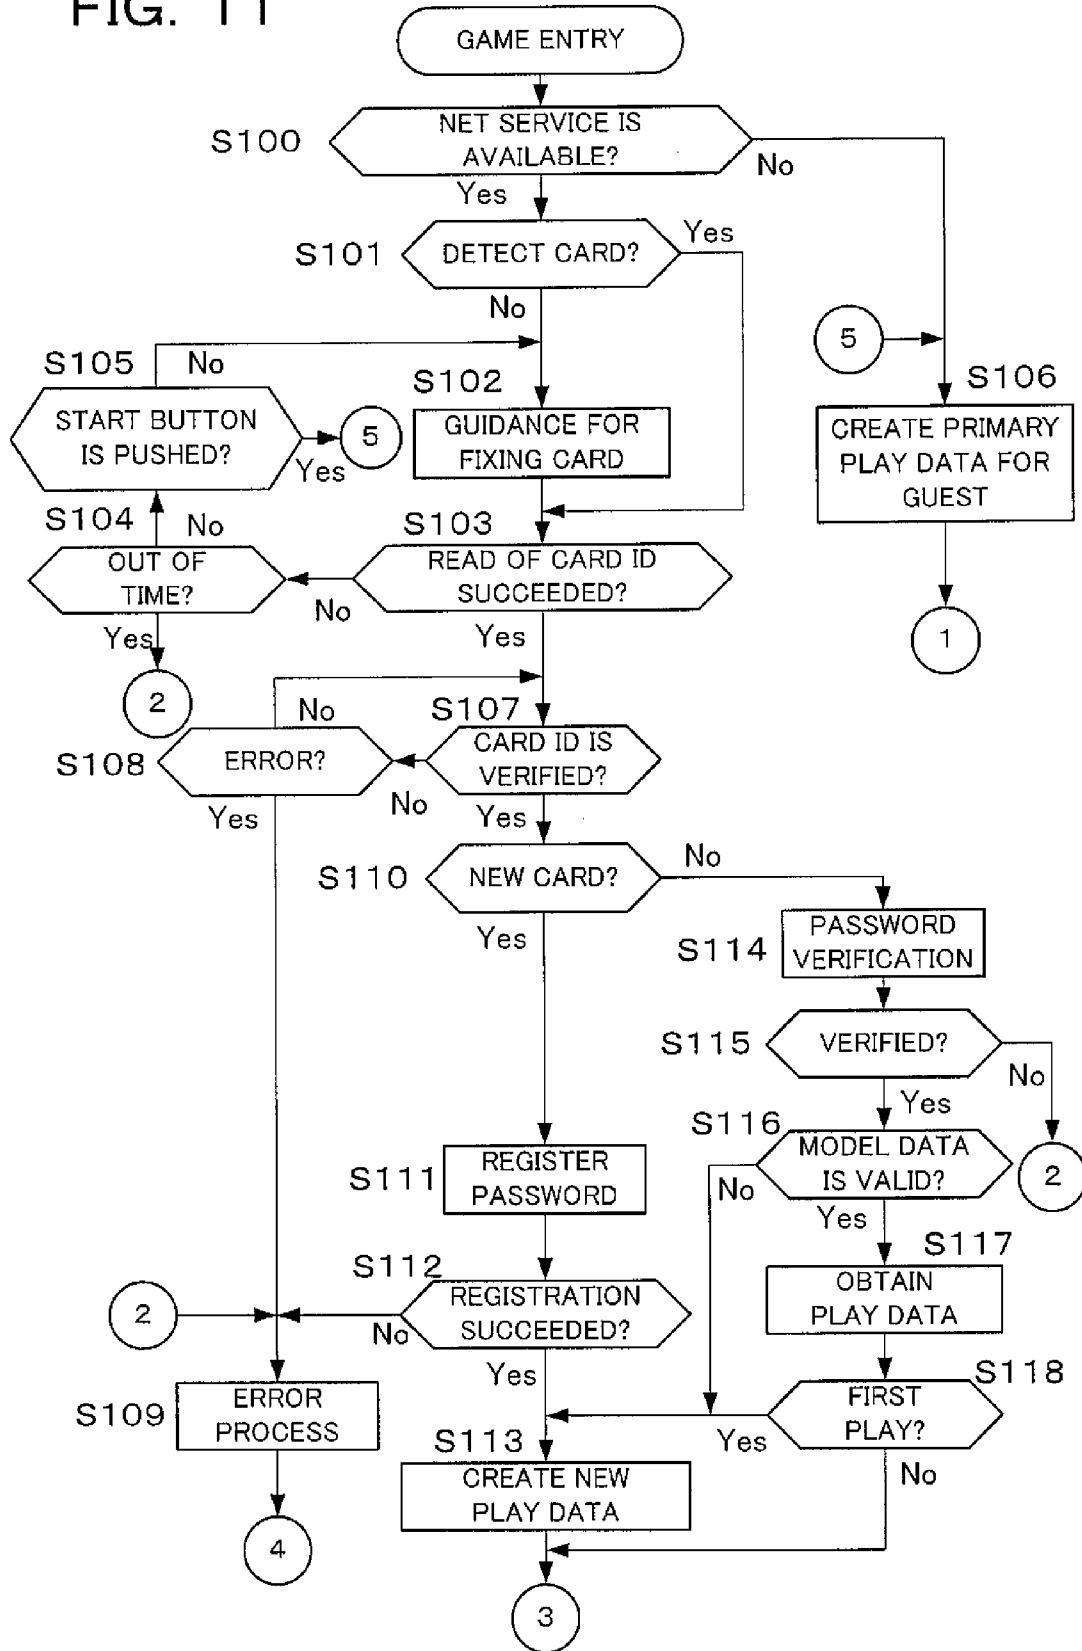 FIG. 11
GAME ENTRY
S100
NET SERVICE IS
AVAILABLE?
No
Yes
S101
DETECT CARD?
Yes
No
S105
No
START BUTTON
IS PUSHED?
Yes
5
S102
GUIDANCE FOR
FIXING CARD
5
S106
CREATE PRIMARY
PLAY DATA FOR
GUEST
1
S104
No
OUT OF
TIME?
Yes
2
S103
READ OF CARD ID
SUCCEEDED?
No
Yes
No
S107
CARD ID IS
VERIFIED?
No
Yes
S108
ERROR?
Yes
S110
NEW CARD?
No
Yes
S114
PASSWORD
VERIFICATION
S115
VERIFIED?
No
Yes
2
S116
MODEL DATA
IS VALID?
No
Yes
S111
REGISTER
PASSWORD
S117
OBTAIN
PLAY DATA
S112
REGISTRATION
SUCCEEDED?
No
Yes
2
S118
FIRST
PLAY?
Yes
No
S109
ERROR
PROCESS
4
S113
CREATE NEW
PLAY DATA
3